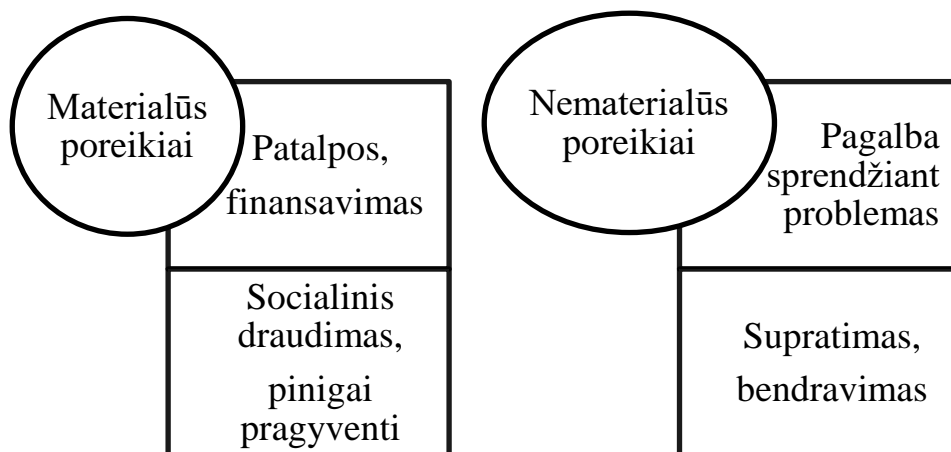 Materialūs
poreikiai
Patalpos,
finansavimas
Socialinis
draudimas,
pinigai
pragyventi
Nematerialūs
poreikiai
Pagalba
sprendžiant
problemas
Supratimas,
bendravimas